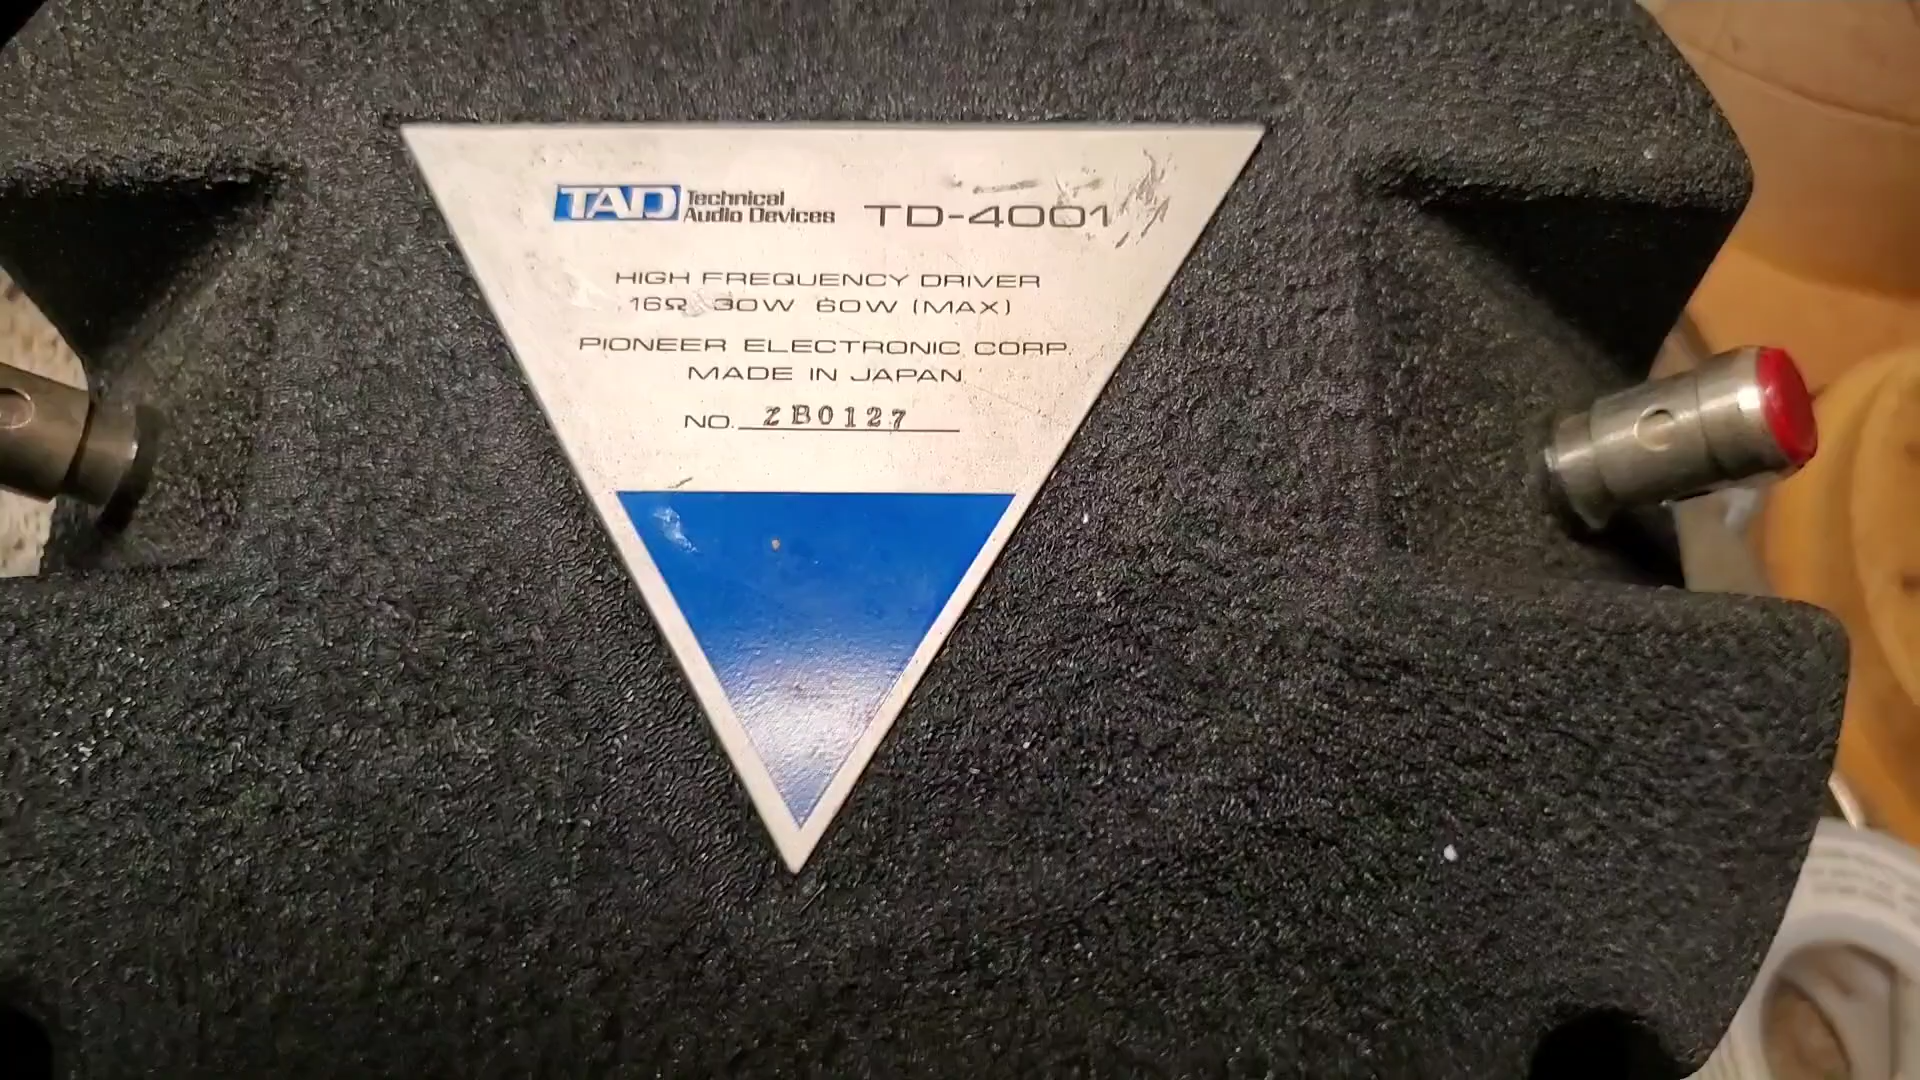 TAD Technical Audio Devices TD-4001
HIGH FREQUENCY DRIVER
16Ω 30W 60W (MAX)
PIONEER ELECTRONIC CORP.
MADE IN JAPAN
NO. ZB0127